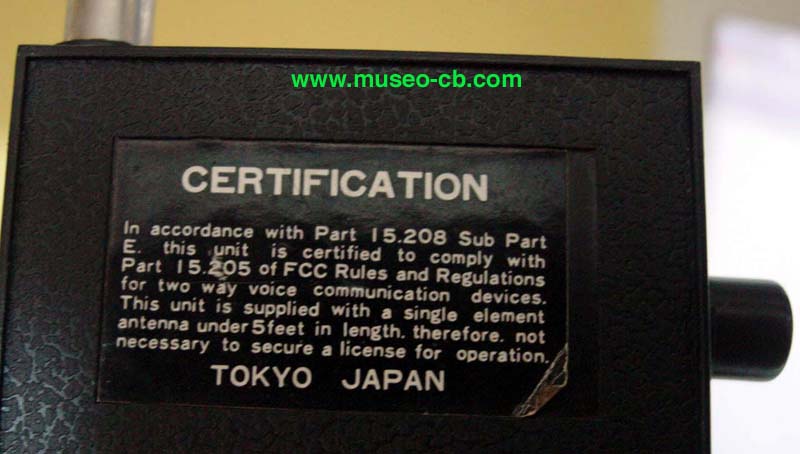 www.museo-cb.com
CERTIFICATION
In accordance with Part 15.208 Sub Part
E. this unit is certified to comply with
Part 15.205 of FCC Rules and Regulations
for two way voice communication devices.
This unit is supplied with a single element
antenna under 5feet in length. therefore. not
necessary to secure a license for operation.
TOKYO JAPAN